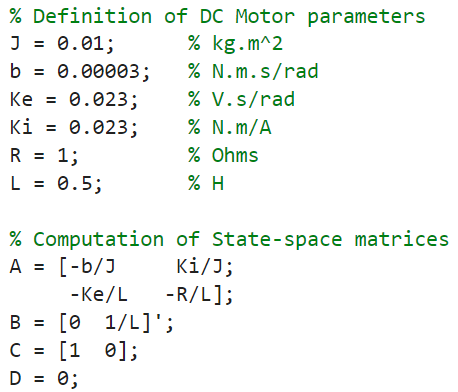 % Definition of DC Motor parameters
J = 0.01;      % kg.m^2
b = 0.00003;   % N.m.s/rad
Ke = 0.023;    % V.s/rad
Ki = 0.023;    % N.m/A
R = 1;         % Ohms
L = 0.5;       % H

% Computation of State-space matrices
A = [-b/J     Ki/J;
     -Ke/L   -R/L];
B = [0  1/L]';
C = [1  0];
D = 0;